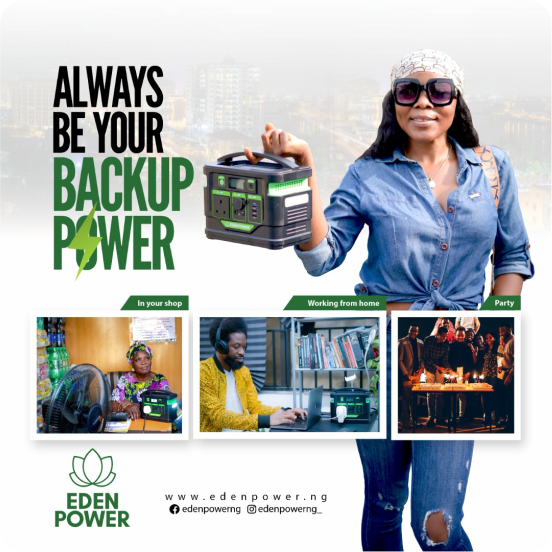 ALWAYS
BE YOUR
BACKUP
POWER
In your shop
Working from home
Party
EDEN
POWER
www.edenpower.ng
edenpowerng edenpowerng_